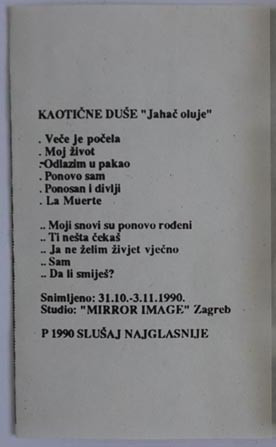 KAOTIČNE DUŠE "Jahač oluje"
. Veče je počela
. Moj život
. Odlazim u pakao
. Ponovo sam
. Ponosan i divlji
. La Muerte
.. Moji snovi su ponovo rođeni
.. Ti nešta čekaš
.. Ja ne želim živjet vječno
.. Sam
.. Da li smiješ?
Snimljeno: 31.10.-3.11.1990.
Studio: "MIRROR IMAGE" Zagreb
P 1990 SLUŠAJ NAJGLASNIJE